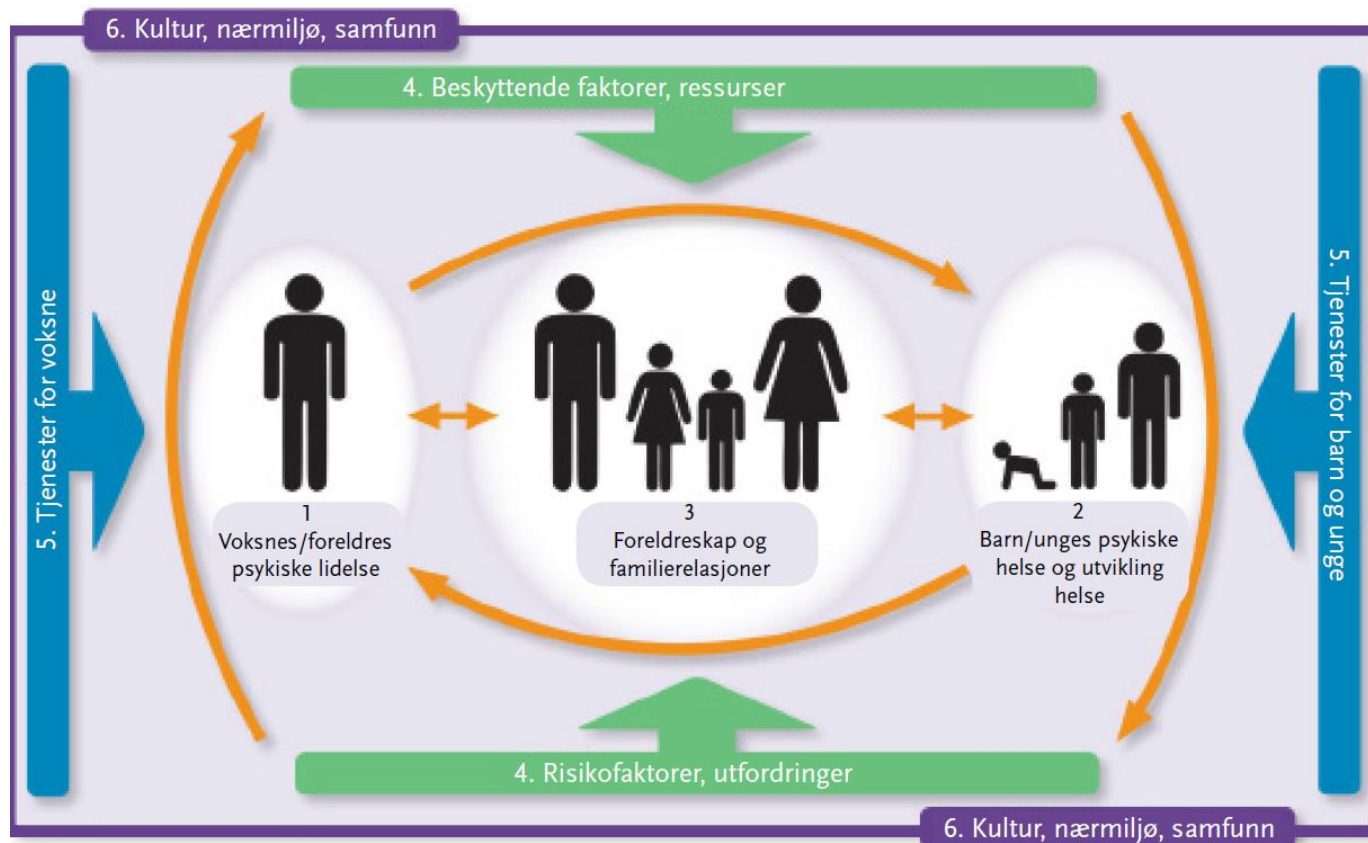 6. Kultur, nærmiljø, samfunn
4. Beskyttende faktorer, ressurser
5. Tjenester for voksne
1
Voksnes/foreldres
psykiske lidelse
3
Foreldreskap og
familierelasjoner
2
Barn/unges psykiske
helse og utvikling
helse
5. Tjenester for barn og unge
4. Risikofaktorer, utfordringer
6. Kultur, nærmiljø, samfunn